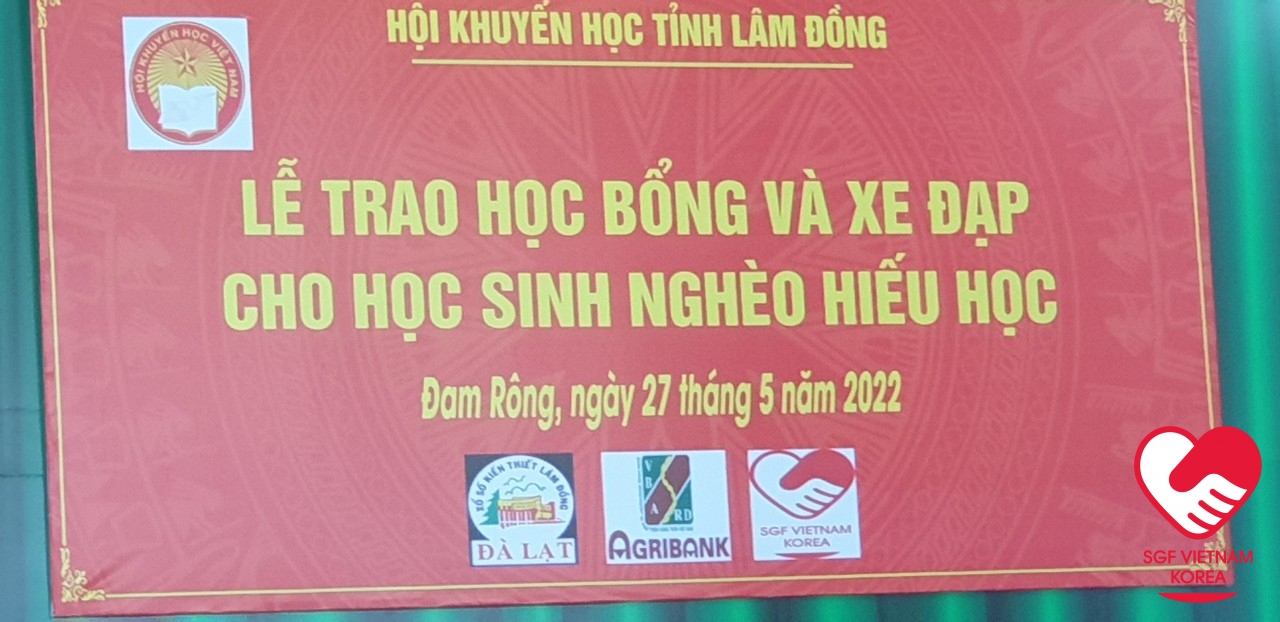 HỘI KHUYẾN HỌC TỈNH LÂM ĐỒNG
HỘI KHUYẾN HỌC VIỆT NAM
LỄ TRAO HỌC BỔNG VÀ XE ĐẠP
CHO HỌC SINH NGHÈO HIẾU HỌC
Đam Rông, ngày 27 tháng 5 năm 2022
XỔ SỐ KIẾN THIẾT LÂM ĐỒNG
ĐÀ LẠT
VBARD
AGRIBANK
SGF VIETNAM
KOREA
SGF VIETNAM
KOREA